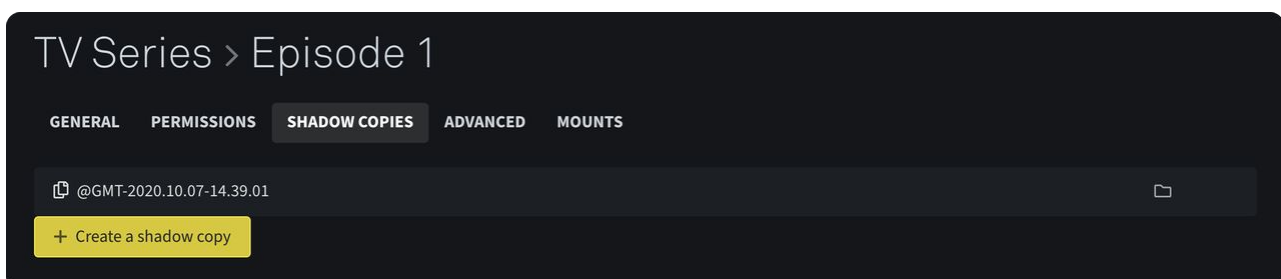 TV Series > Episode 1
GENERAL PERMISSIONS SHADOW COPIES ADVANCED MOUNTS
@GMT-2020.10.07-14.39.01
+ Create a shadow copy